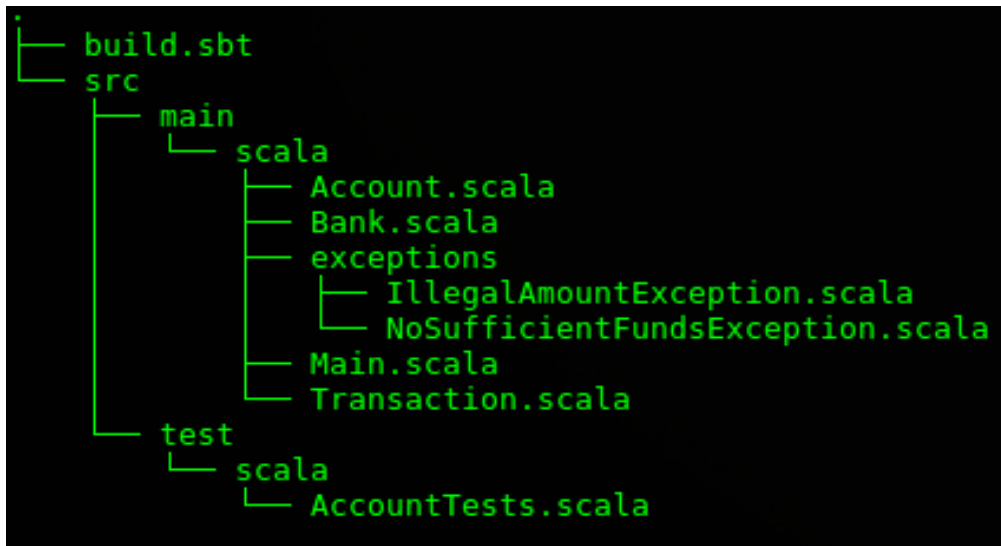 .
├── build.sbt
└── src
    ├── main
    │   └── scala
    │       ├── Account.scala
    │       ├── Bank.scala
    │       ├── exceptions
    │       │   ├── IllegalAmountException.scala
    │       │   └── NoSufficientFundsException.scala
    │       ├── Main.scala
    │       └── Transaction.scala
    └── test
        └── scala
            └── AccountTests.scala